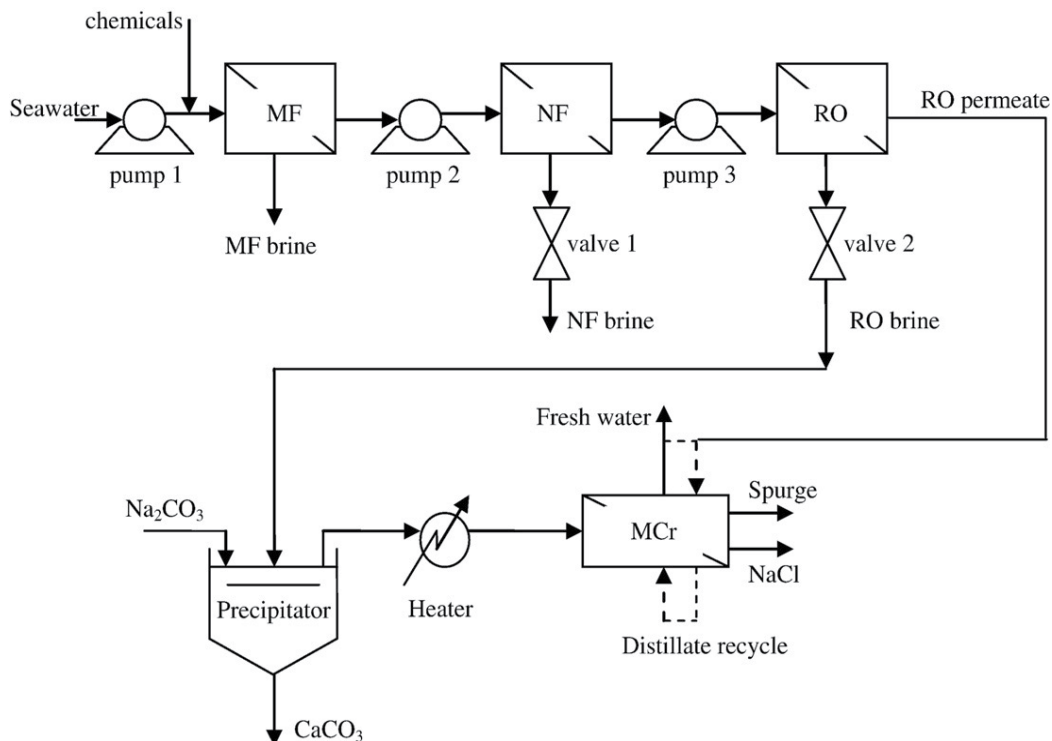 chemicals
Seawater
MF
NF
RO
RO permeate
pump 1
pump 2
pump 3
MF brine
valve 1
valve 2
NF brine
RO brine
Fresh water
Na₂CO₃
Spurge
MCr
NaCl
Precipitator
Heater
Distillate recycle
CaCO₃